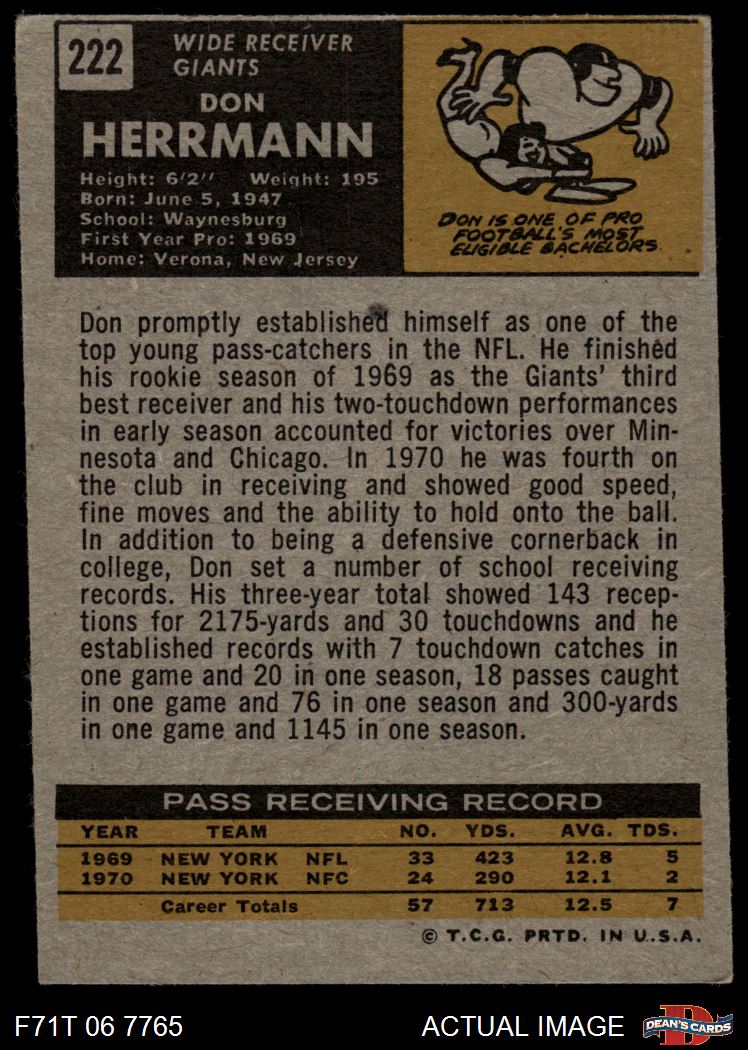 222
WIDE RECEIVER
GIANTS
DON
HERRMANN
Height: 6'2" Weight: 195
Born: June 5, 1947
School: Waynesburg
First Year Pro: 1969
Home: Verona, New Jersey
DON IS ONE OF PRO
FOOTBALL'S MOST
ELIGIBLE BACHELORS.
Don promptly established himself as one of the
top young pass-catchers in the NFL. He finished
his rookie season of 1969 as the Giants' third
best receiver and his two-touchdown performances
in early season accounted for victories over Min-
nesota and Chicago. In 1970 he was fourth on
the club in receiving and showed good speed,
fine moves and the ability to hold onto the ball.
In addition to being a defensive cornerback in
college, Don set a number of school receiving
records. His three-year total showed 143 recep-
tions for 2175-yards and 30 touchdowns and he
established records with 7 touchdown catches in
one game and 20 in one season, 18 passes caught
in one game and 76 in one season and 300-yards
in one game and 1145 in one season.
PASS RECEIVING RECORD
YEAR TEAM NO. YDS. AVG. TDS.
1969 NEW YORK NFL 33 423 12.8 5
1970 NEW YORK NFC 24 290 12.1 2
Career Totals 57 713 12.5 7
© T.C.G. PRTD. IN U.S.A.
F71T 06 7765 ACTUAL IMAGE
D
DEAN'S CARDS